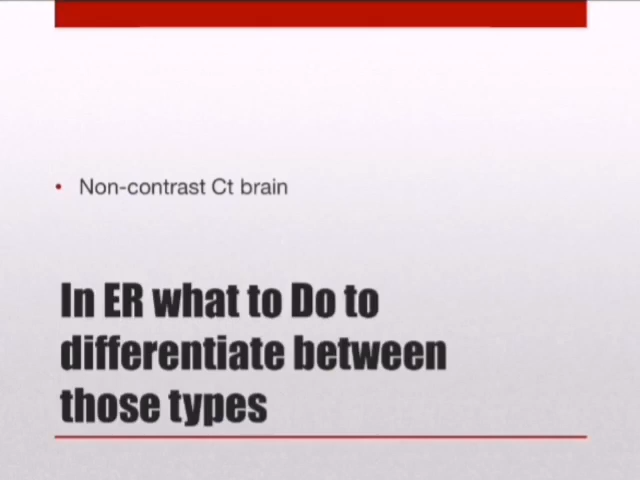 Non-contrast Ct brain
In ER what to Do to
differentiate between
those types